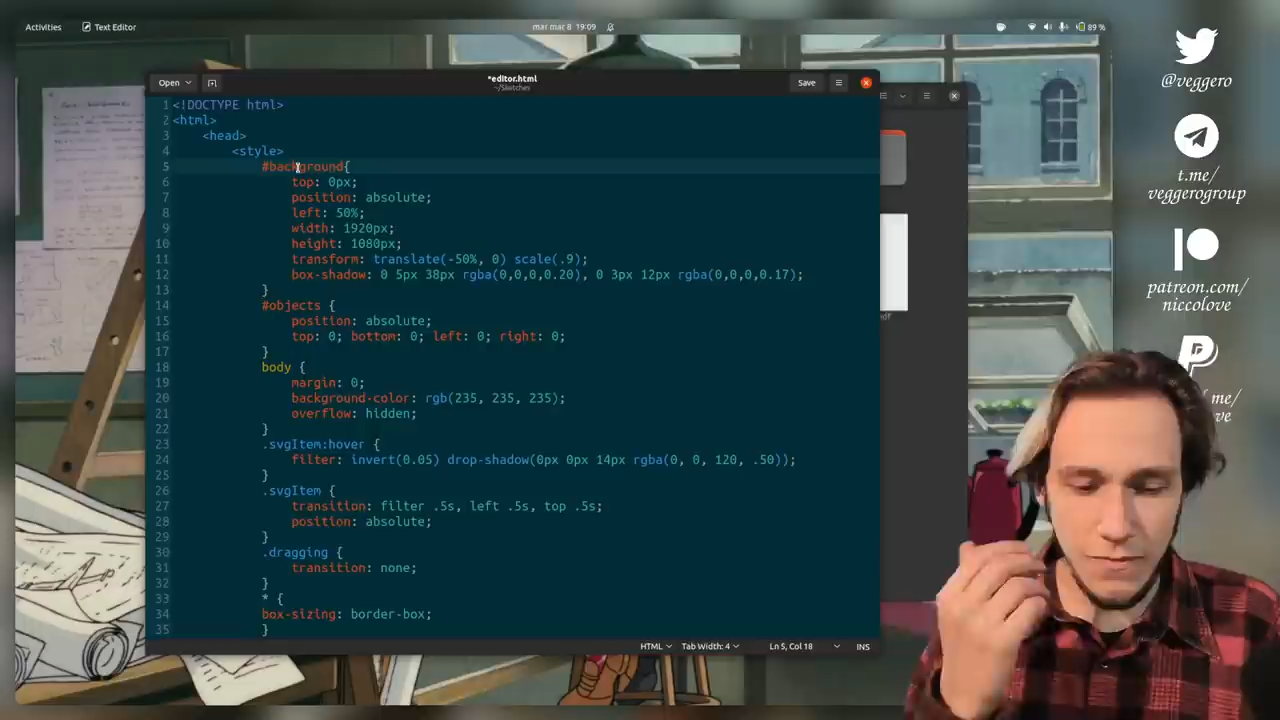 Activities
Text Editor
mar mar 8 19:09
89 %
Open
*editor.html
~/Sketches
Save
1 <!DOCTYPE html>
2 <html>
3 <head>
4 <style>
5 #background{
6 top: 0px;
7 position: absolute;
8 left: 50%;
9 width: 1920px;
10 height: 1080px;
11 transform: translate(-50%, 0) scale(.9);
12 box-shadow: 0 5px 38px rgba(0,0,0,0.20), 0 3px 12px rgba(0,0,0,0.17);
13 }
14 #objects {
15 position: absolute;
16 top: 0; bottom: 0; left: 0; right: 0;
17 }
18 body {
19 margin: 0;
20 background-color: rgb(235, 235, 235);
21 overflow: hidden;
22 }
23 .svgItem:hover {
24 filter: invert(0.05) drop-shadow(0px 0px 14px rgba(0, 0, 120, .50));
25 }
26 .svgItem {
27 transition: filter .5s, left .5s, top .5s;
28 position: absolute;
29 }
30 .dragging {
31 transition: none;
32 }
33 * {
34 box-sizing: border-box;
35 }
HTML
Tab Width: 4
Ln 5, Col 18
INS
@veggero
t.me/
veggerogroup
patreon.com/
niccolove
me/
ve